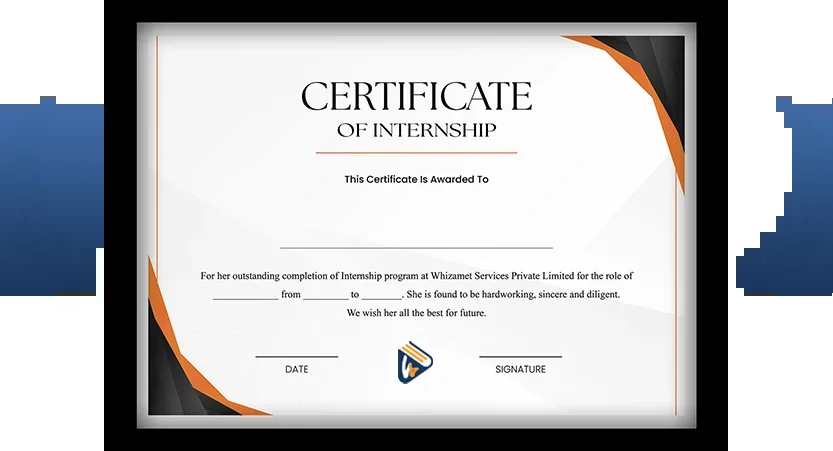 CERTIFICATE
OF INTERNSHIP
This Certificate Is Awarded To
For her outstanding completion of Internship program at Whizamet Services Private Limited for the role of
______________ from __________ to _________. She is found to be hardworking, sincere and diligent.
We wish her all the best for future.
DATE
SIGNATURE